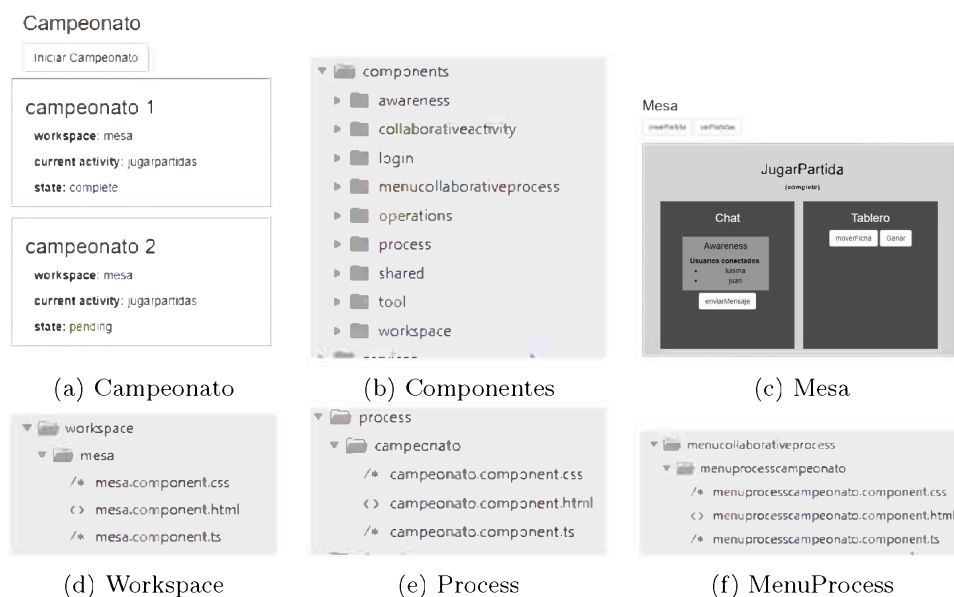 Campeonato
Iniciar Campeonato
campeonato 1
workspace: mesa
current activity: jugarpartidas
state: complete
campeonato 2
workspace: mesa
current activity: jugarpartidas
state: pending
(a) Campeonato
components
awareness
collaborativeactivity
login
menucollaborativeprocess
operations
process
shared
tool
workspace
(b) Componentes
Mesa
JugarPartida
(complete)
Chat
Awareness
Usuarios conectados
luisma
juan
enviarMensaje
Tablero
moverFicha Ganar
(c) Mesa
workspace
mesa
mesa.component.css
mesa.component.html
mesa.component.ts
(d) Workspace
process
campeonato
campeonato.component.css
campeonato.component.html
campeonato.component.ts
(e) Process
menucollaborativeprocess
menuprocesscampeonato
menuprocesscampeonato.component.css
menuprocesscampeonato.component.html
menuprocesscampeonato.component.ts
(f) MenuProcess